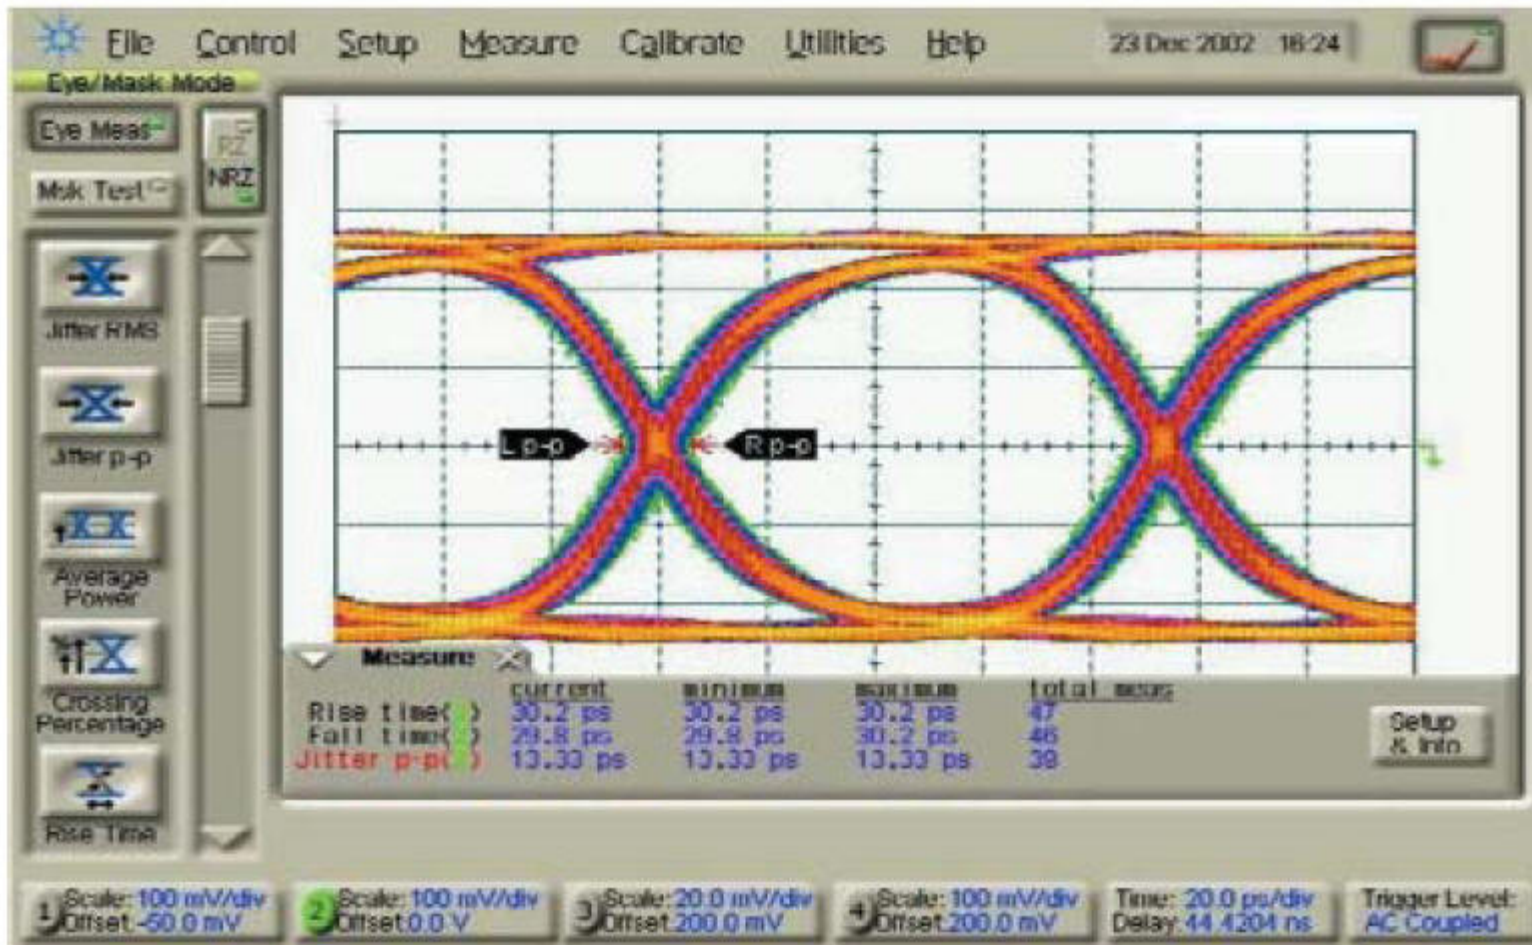 File Control Setup Measure Calibrate Utilities Help 23 Dec 2002 16:24
Eye/Mask Mode
Eye Meas
RZ
NRZ
Msk Test
Jitter RMS
Jitter p-p
Average
Power
Crossing
Percentage
Rise Time
L p-p
R p-p
Measure
current minimum maximum total meas
Rise time( ) 30.2 ps 30.2 ps 30.2 ps 47
Fall time( ) 29.8 ps 29.8 ps 30.2 ps 46
Jitter p-p( ) 13.33 ps 13.33 ps 13.33 ps 39
Setup
& Info
1 Scale: 100 mV/div
Offset: -50.0 mV
2 Scale: 100 mV/div
Offset: 0.0 V
3 Scale: 20.0 mV/div
Offset: 200.0 mV
4 Scale: 100 mV/div
Offset: 200.0 mV
Time: 20.0 ps/div
Delay: 44.4204 ns
Trigger Level:
AC Coupled